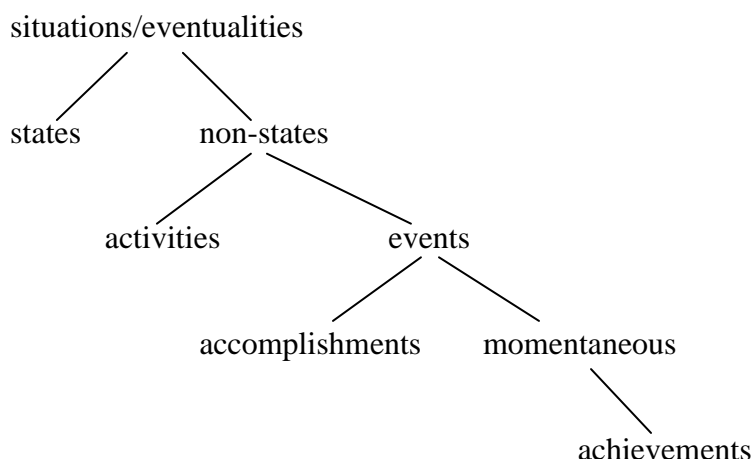 situations/eventualities
states non-states
activities events
accomplishments momentaneous
achievements